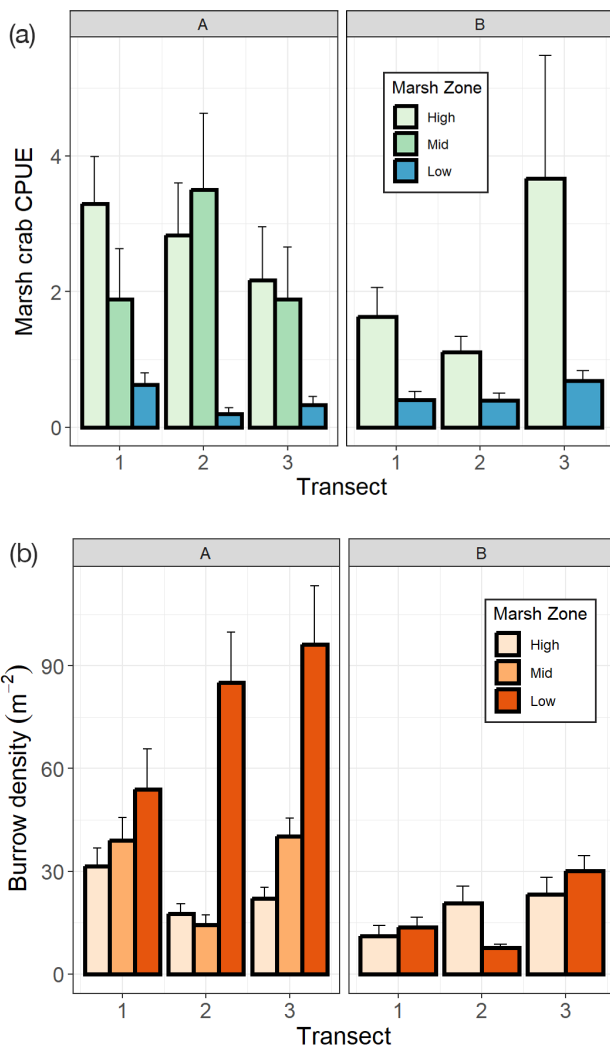 (a)
A
B
Marsh crab CPUE
4
2
0
Marsh Zone
High
Mid
Low
1
2
3
1
2
3
Transect
(b)
A
B
Burrow density (m⁻²)
90
60
30
0
Marsh Zone
High
Mid
Low
1
2
3
1
2
3
Transect